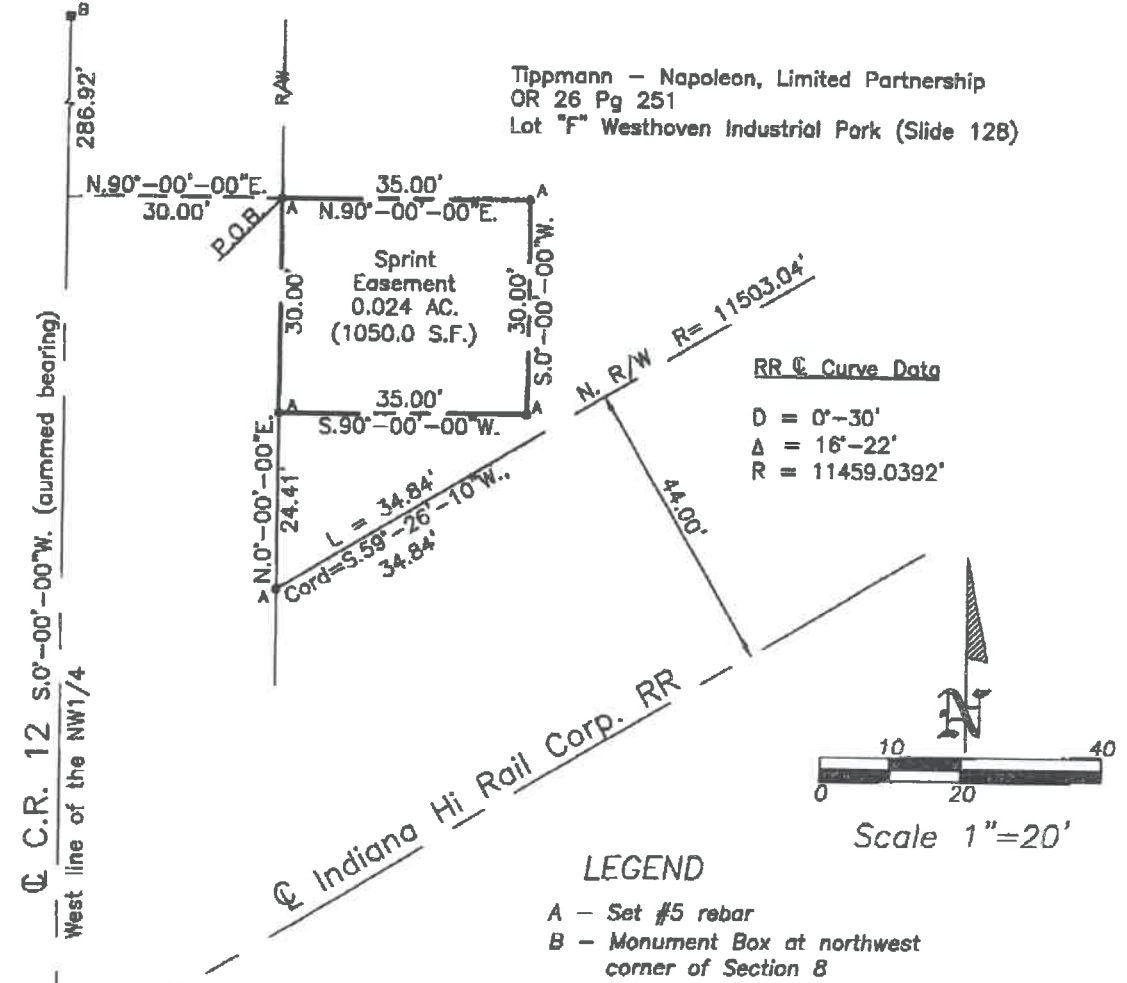 B
286.92'
R/W
Tippmann - Napoleon, Limited Partnership
OR 26 Pg 251
Lot "F" Westhoven Industrial Park (Slide 128)
N.90°-00'-00"E.
30.00'
P.O.B.
A
35.00'
N.90°-00'-00"E.
A
Sprint
Easement
0.024 AC.
(1050.0 S.F.)
30.00'
30.00'
S.0°-00'-00"W.
A
35.00'
S.90°-00'-00"W.
A
N. R/W R= 11503.04'
RR ℄ Curve Data
D = 0°-30'
Δ = 16°-22'
R = 11459.0392'
44.00'
N.0°-00'-00"E.
24.41'
L = 34.84'
Cord=S.59°-26'-10"W.,
34.84'
A
℄ C.R. 12 S.0°-00'-00"W. (aummed bearing)
West line of the NW1/4
℄ Indiana Hi Rail Corp. RR
N
10
40
0
20
Scale 1"=20'
LEGEND
A - Set #5 rebar
B - Monument Box at northwest
corner of Section 8